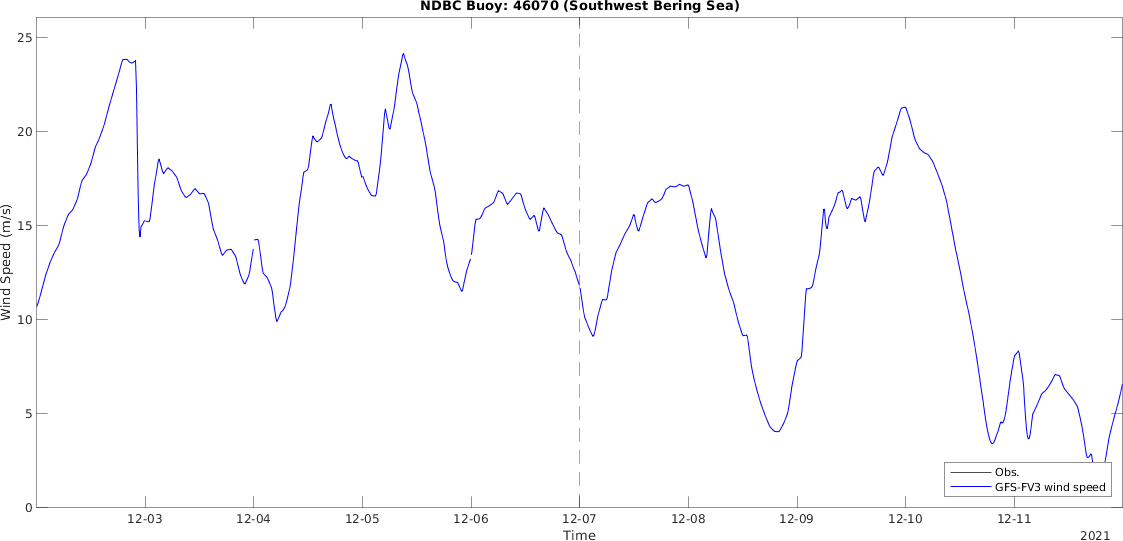 NDBC Buoy: 46070 (Southwest Bering Sea)
25
20
15
10
5
0
Wind Speed (m/s)
12-03 12-04 12-05 12-06 12-07 12-08 12-09 12-10 12-11
Time
2021
Obs.
GFS-FV3 wind speed